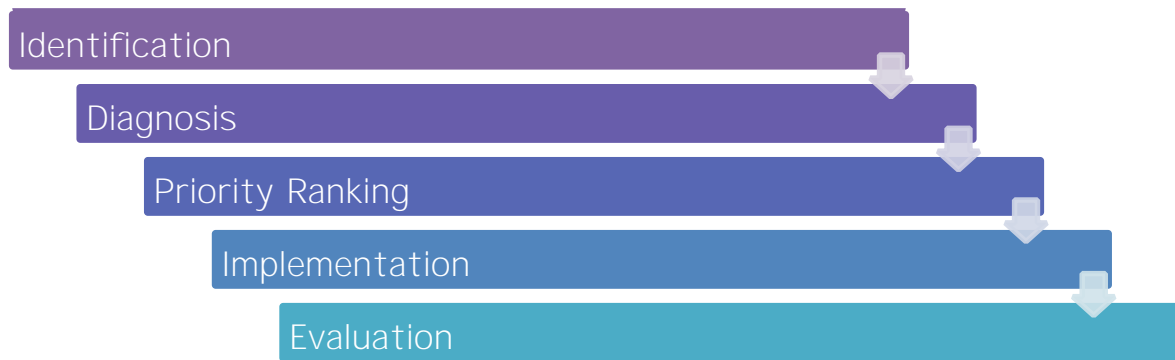 Identification
Diagnosis
Priority Ranking
Implementation
Evaluation